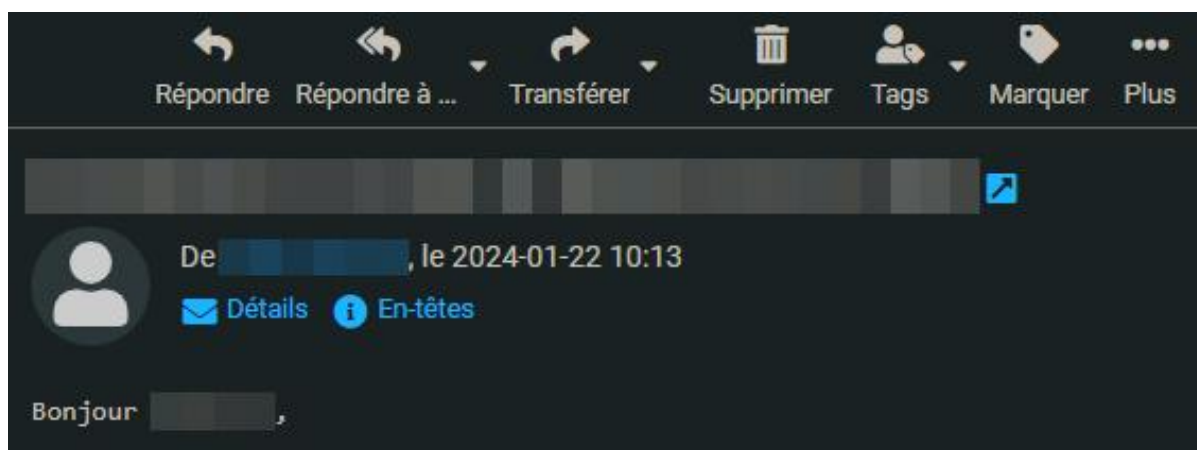 Répondre Répondre à ... Transférer Supprimer Tags Marquer Plus
De , le 2024-01-22 10:13
Détails En-têtes
Bonjour ,